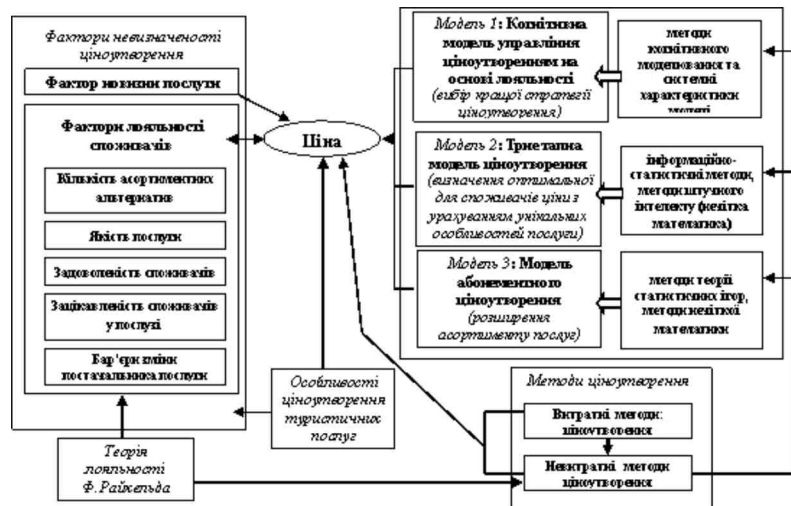 Фактори невизначеності
ціноутворення
Фактор новизни послуги
Фактори лояльності
споживачів
Кількість асортиментних
альтернатив
Якість послуги
Задоволеність споживачів
Зацікавленість споживачів
у послузі
Бар'єри зміни
постачальника послуги
Теорія
лояльності
Ф.Райхельда
Ціна
Особливості
ціноутворення
туристичних
послуг
Модель 1: Когнітивна
модель управління
ціноутворенням на
основі лояльності
(вибір кращої стратегії
ціноутворення)
методи
когнітивного
моделювання та
системні
характеристики
моделі
Модель 2: Триетапна
модель ціноутворення
(визначення оптимальної
для споживачів ціни з
урахуванням унікальних
особливостей послуги)
інформаційно-
статистичні методи,
методи штучного
інтелекту (нечітка
математика)
Модель 3: Модель
абонементного
ціноутворення
(розширення
асортименту послуг)
методи теорії
статистичних ігор,
методи нечіткої
математики
Методи ціноутворення
Витратні методи:
ціноутворення
Невитратні методи
ціноутворення